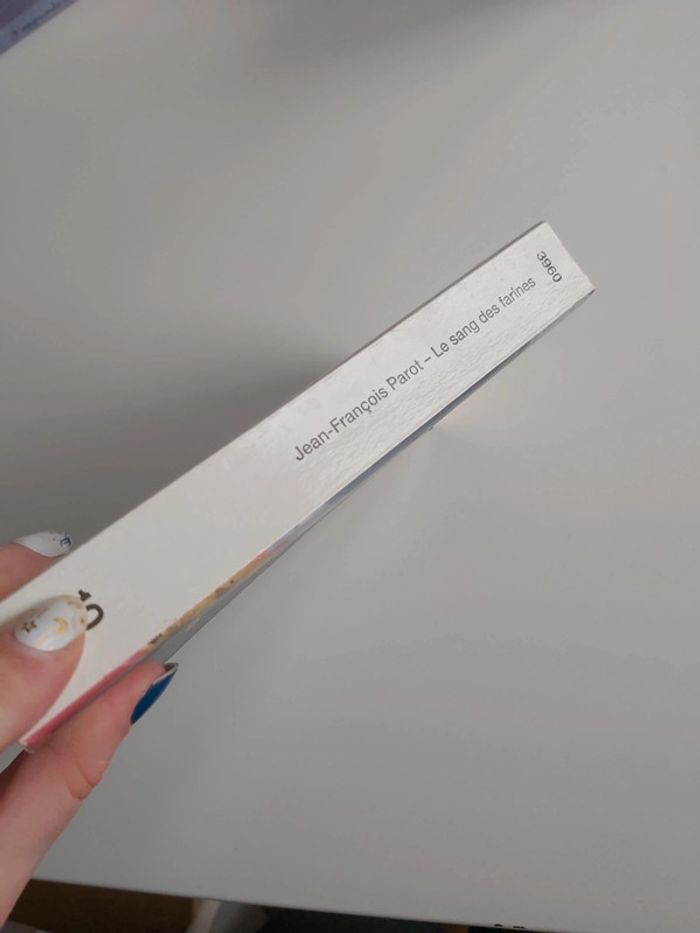 Jean-François Parot – Le sang des farines
3960